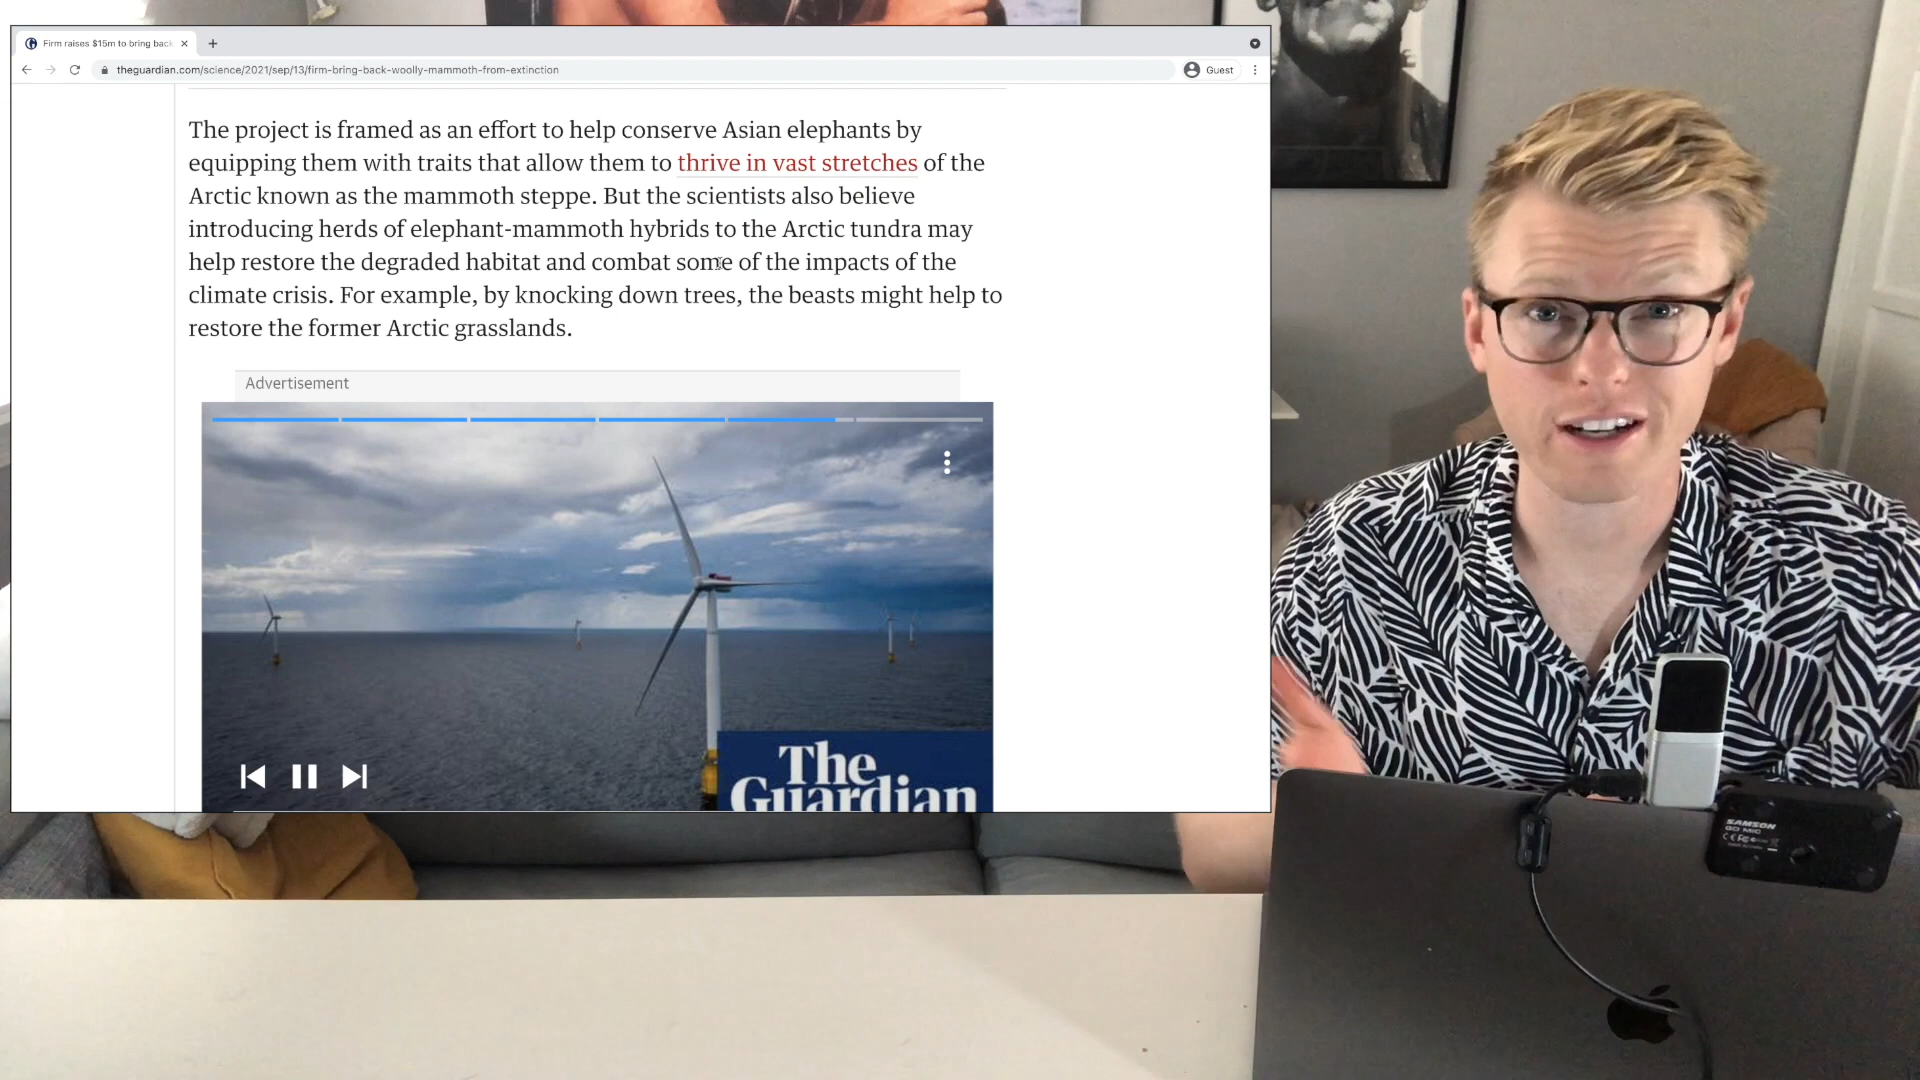 Firm raises $15m to bring back
theguardian.com/science/2021/sep/13/firm-bring-back-woolly-mammoth-from-extinction
Guest
The project is framed as an effort to help conserve Asian elephants by
equipping them with traits that allow them to thrive in vast stretches of the
Arctic known as the mammoth steppe. But the scientists also believe
introducing herds of elephant-mammoth hybrids to the Arctic tundra may
help restore the degraded habitat and combat some of the impacts of the
climate crisis. For example, by knocking down trees, the beasts might help to
restore the former Arctic grasslands.
Advertisement
The
Guardian
SAMSON
GO MIC